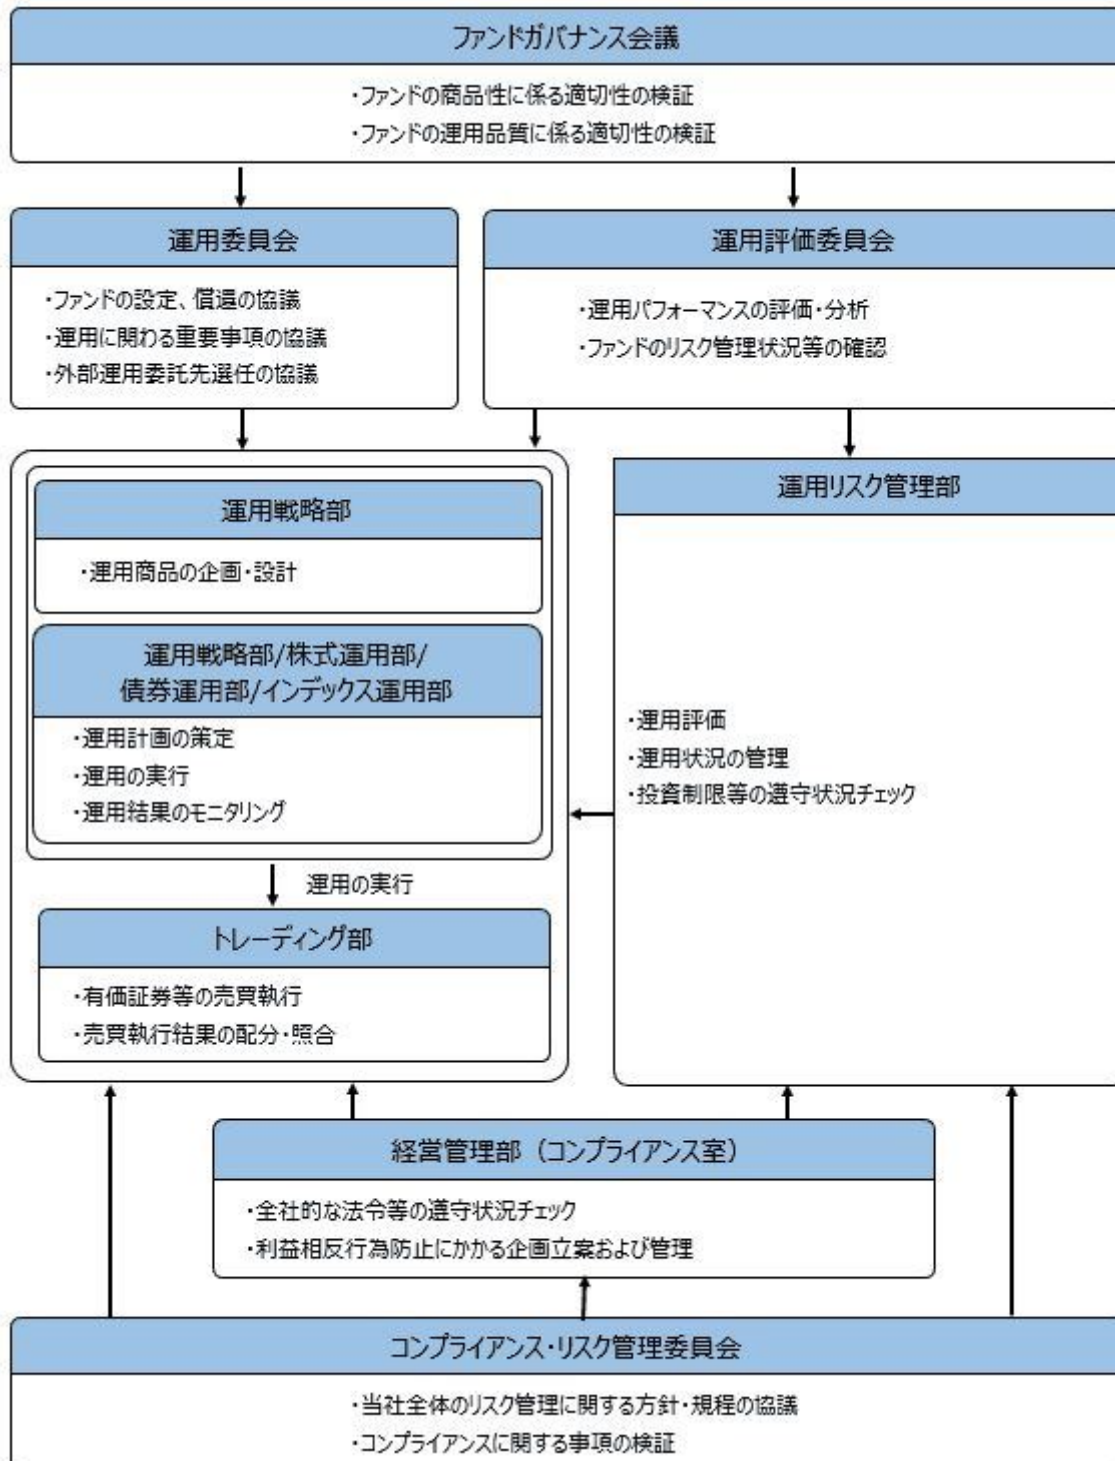 ファンドガバナンス会議
・ファンドの商品性に係る適切性の検証
・ファンドの運用品質に係る適切性の検証
運用委員会
・ファンドの設定、償還の協議
・運用に関わる重要事項の協議
・外部運用委託先選任の協議
運用評価委員会
・運用パフォーマンスの評価・分析
・ファンドのリスク管理状況等の確認
運用戦略部
・運用商品の企画・設計
運用戦略部/株式運用部/
債券運用部/インデックス運用部
・運用計画の策定
・運用の実行
・運用結果のモニタリング
運用の実行
トレーディング部
・有価証券等の売買執行
・売買執行結果の配分・照合
運用リスク管理部
・運用評価
・運用状況の管理
・投資制限等の遵守状況チェック
経営管理部（コンプライアンス室）
・全社的な法令等の遵守状況チェック
・利益相反行為防止にかかる企画立案および管理
コンプライアンス・リスク管理委員会
・当社全体のリスク管理に関する方針・規程の協議
・コンプライアンスに関する事項の検証